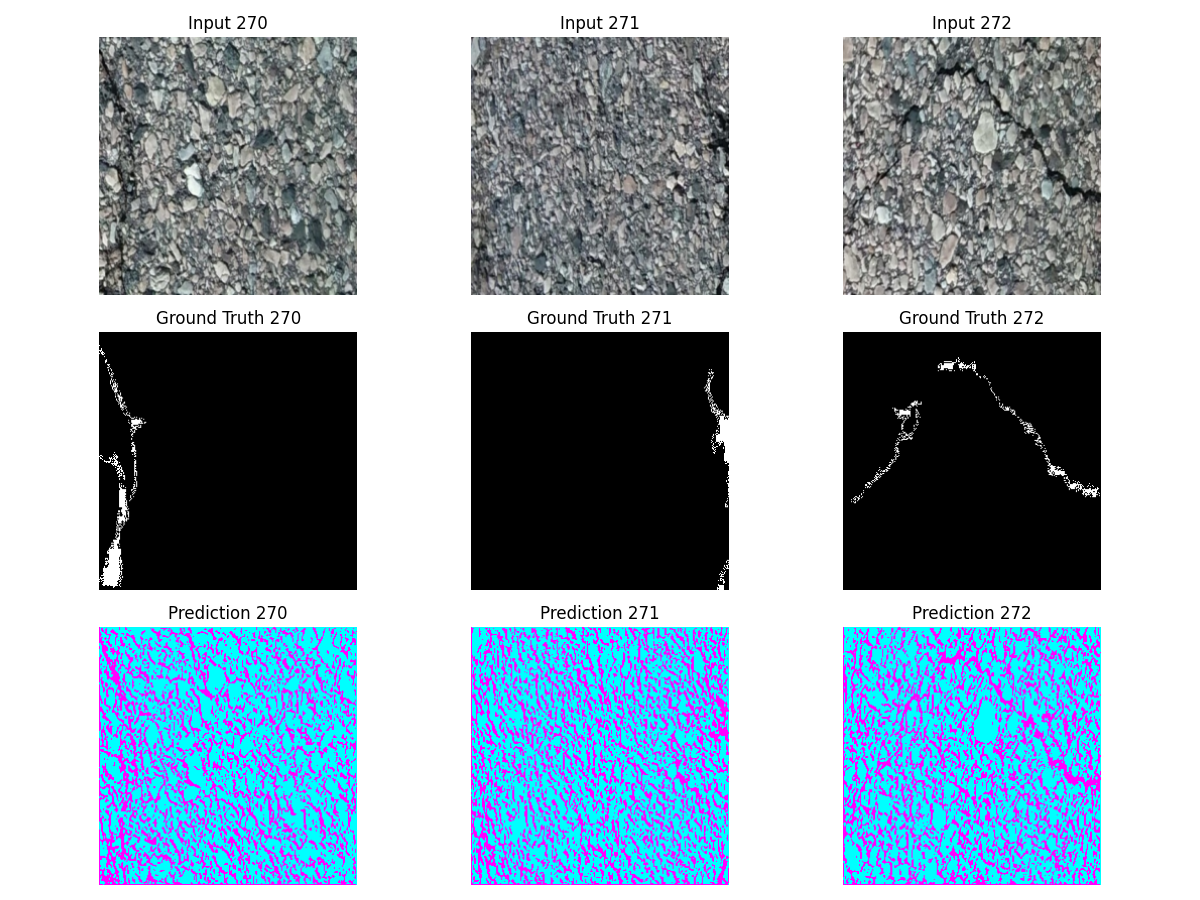 Input 270
Input 271
Input 272
Ground Truth 270
Ground Truth 271
Ground Truth 272
Prediction 270
Prediction 271
Prediction 272